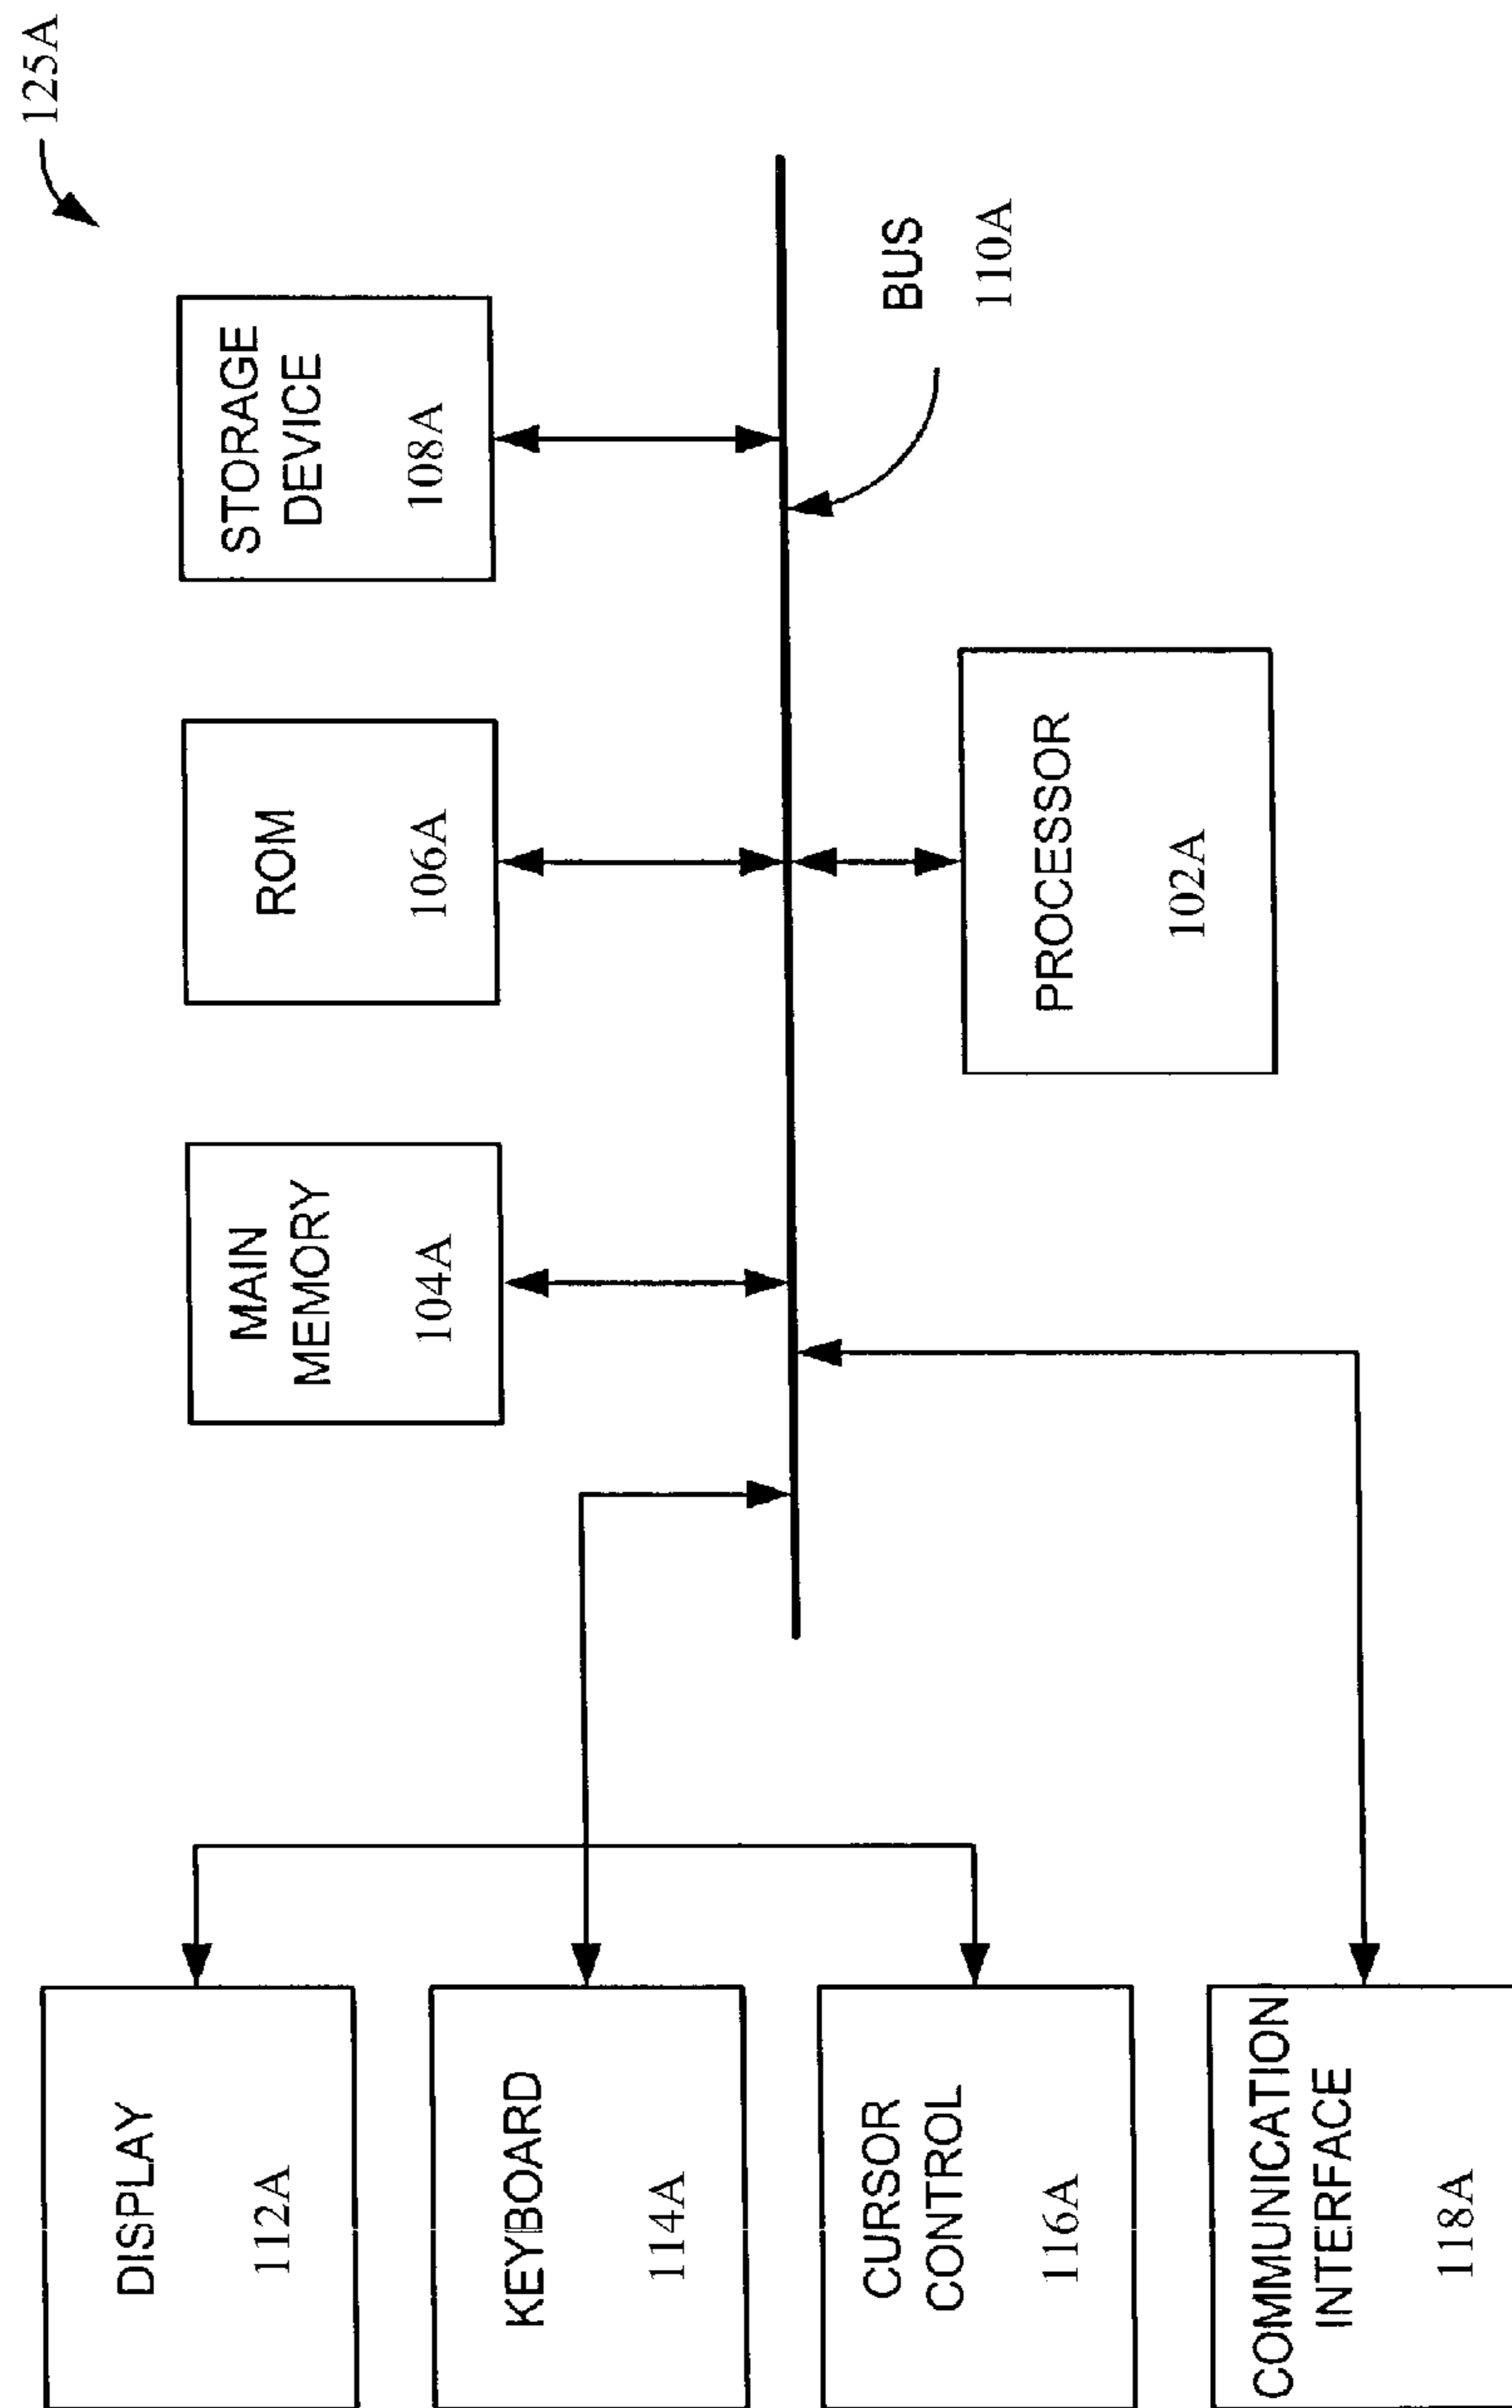 125A
DISPLAY
112A
KEYBOARD
114A
CURSOR
CONTROL
116A
COMMUNICATION
INTERFACE
118A
MAIN
MEMORY
104A
ROM
106A
STORAGE
DEVICE
108A
BUS
110A
PROCESSOR
102A